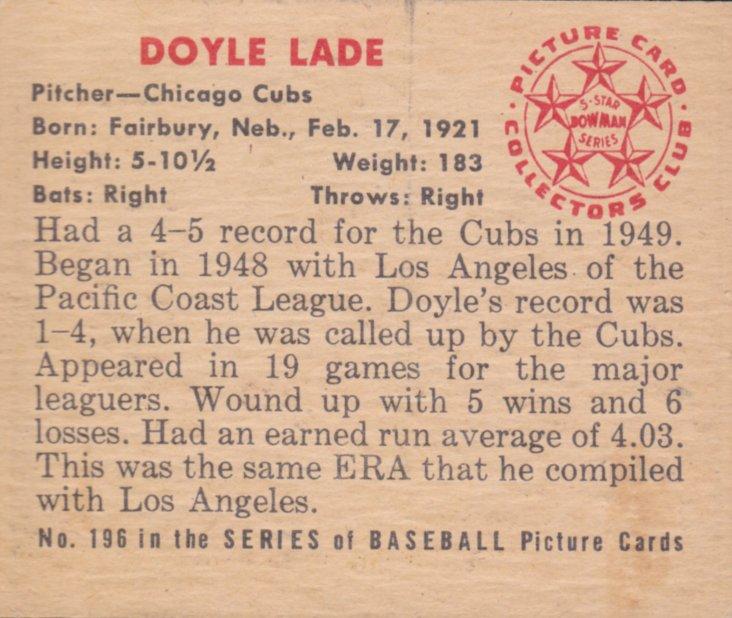 DOYLE LADE
Pitcher—Chicago Cubs
Born: Fairbury, Neb., Feb. 17, 1921
Height: 5-10½ Weight: 183
Bats: Right Throws: Right
PICTURE CARD
COLLECTORS CLUB
5-STAR
BOWMAN
SERIES
Had a 4–5 record for the Cubs in 1949.
Began in 1948 with Los Angeles of the
Pacific Coast League. Doyle's record was
1–4, when he was called up by the Cubs.
Appeared in 19 games for the major
leaguers. Wound up with 5 wins and 6
losses. Had an earned run average of 4.03.
This was the same ERA that he compiled
with Los Angeles.
No. 196 in the SERIES of BASEBALL Picture Cards